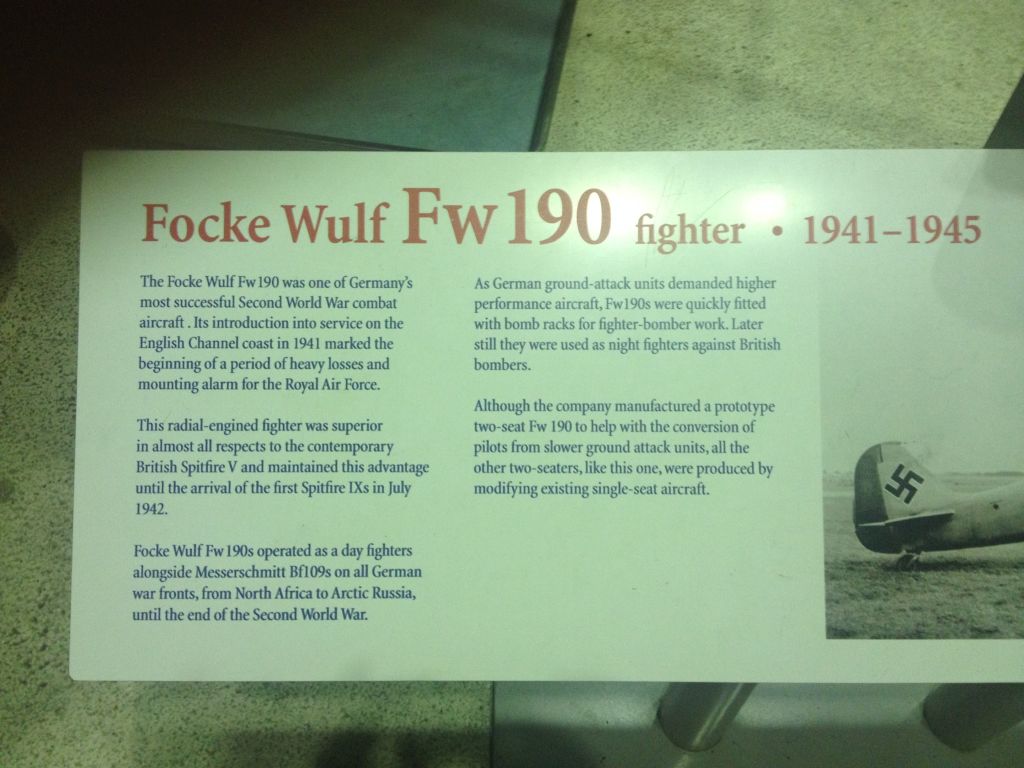 Focke Wulf Fw 190 fighter • 1941–1945
The Focke Wulf Fw190 was one of Germany's
most successful Second World War combat
aircraft . Its introduction into service on the
English Channel coast in 1941 marked the
beginning of a period of heavy losses and
mounting alarm for the Royal Air Force.
This radial-engined fighter was superior
in almost all respects to the contemporary
British Spitfire V and maintained this advantage
until the arrival of the first Spitfire IXs in July
1942.
Focke Wulf Fw190s operated as a day fighters
alongside Messerschmitt Bf109s on all German
war fronts, from North Africa to Arctic Russia,
until the end of the Second World War.
As German ground-attack units demanded higher
performance aircraft, Fw190s were quickly fitted
with bomb racks for fighter-bomber work. Later
still they were used as night fighters against British
bombers.
Although the company manufactured a prototype
two-seat Fw 190 to help with the conversion of
pilots from slower ground attack units, all the
other two-seaters, like this one, were produced by
modifying existing single-seat aircraft.